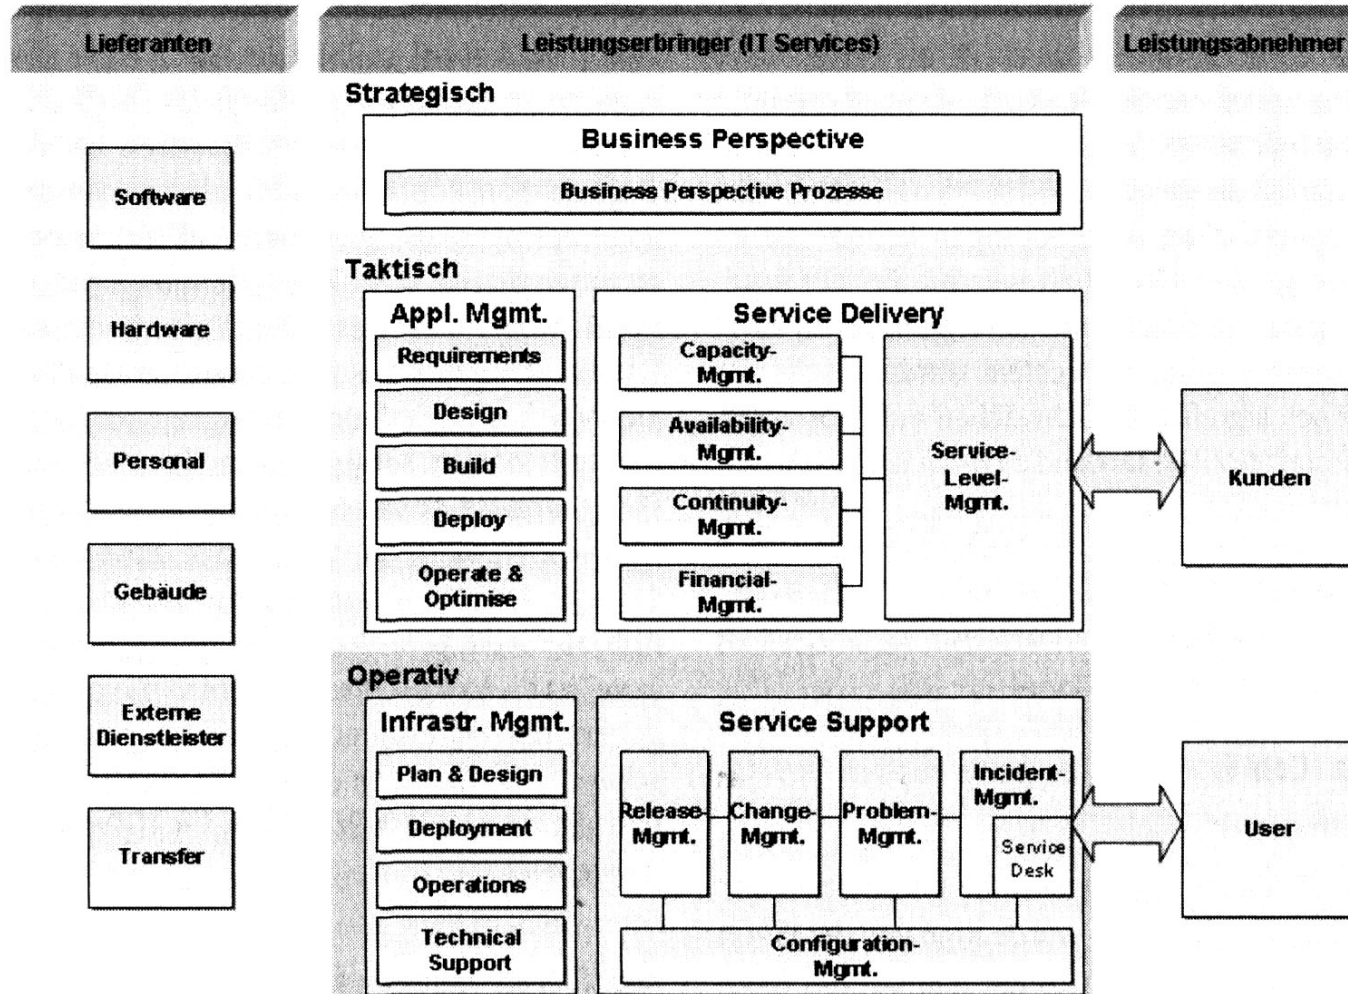 Lieferanten
Leistungserbringer (IT Services)
Leistungsabnehmer
Software
Hardware
Personal
Gebäude
Externe
Dienstleister
Transfer
Strategisch
Business Perspective
Business Perspective Prozesse
Taktisch
Appl. Mgmt.
Requirements
Design
Build
Deploy
Operate &
Optimise
Service Delivery
Capacity-
Mgmt.
Availability-
Mgmt.
Continuity-
Mgmt.
Financial-
Mgmt.
Service-
Level-
Mgmt.
Kunden
Operativ
Infrastr. Mgmt.
Plan & Design
Deployment
Operations
Technical
Support
Service Support
Release-
Mgmt.
Change-
Mgmt.
Problem-
Mgmt.
Incident-
Mgmt.
Service
Desk
Configuration-
Mgmt.
User